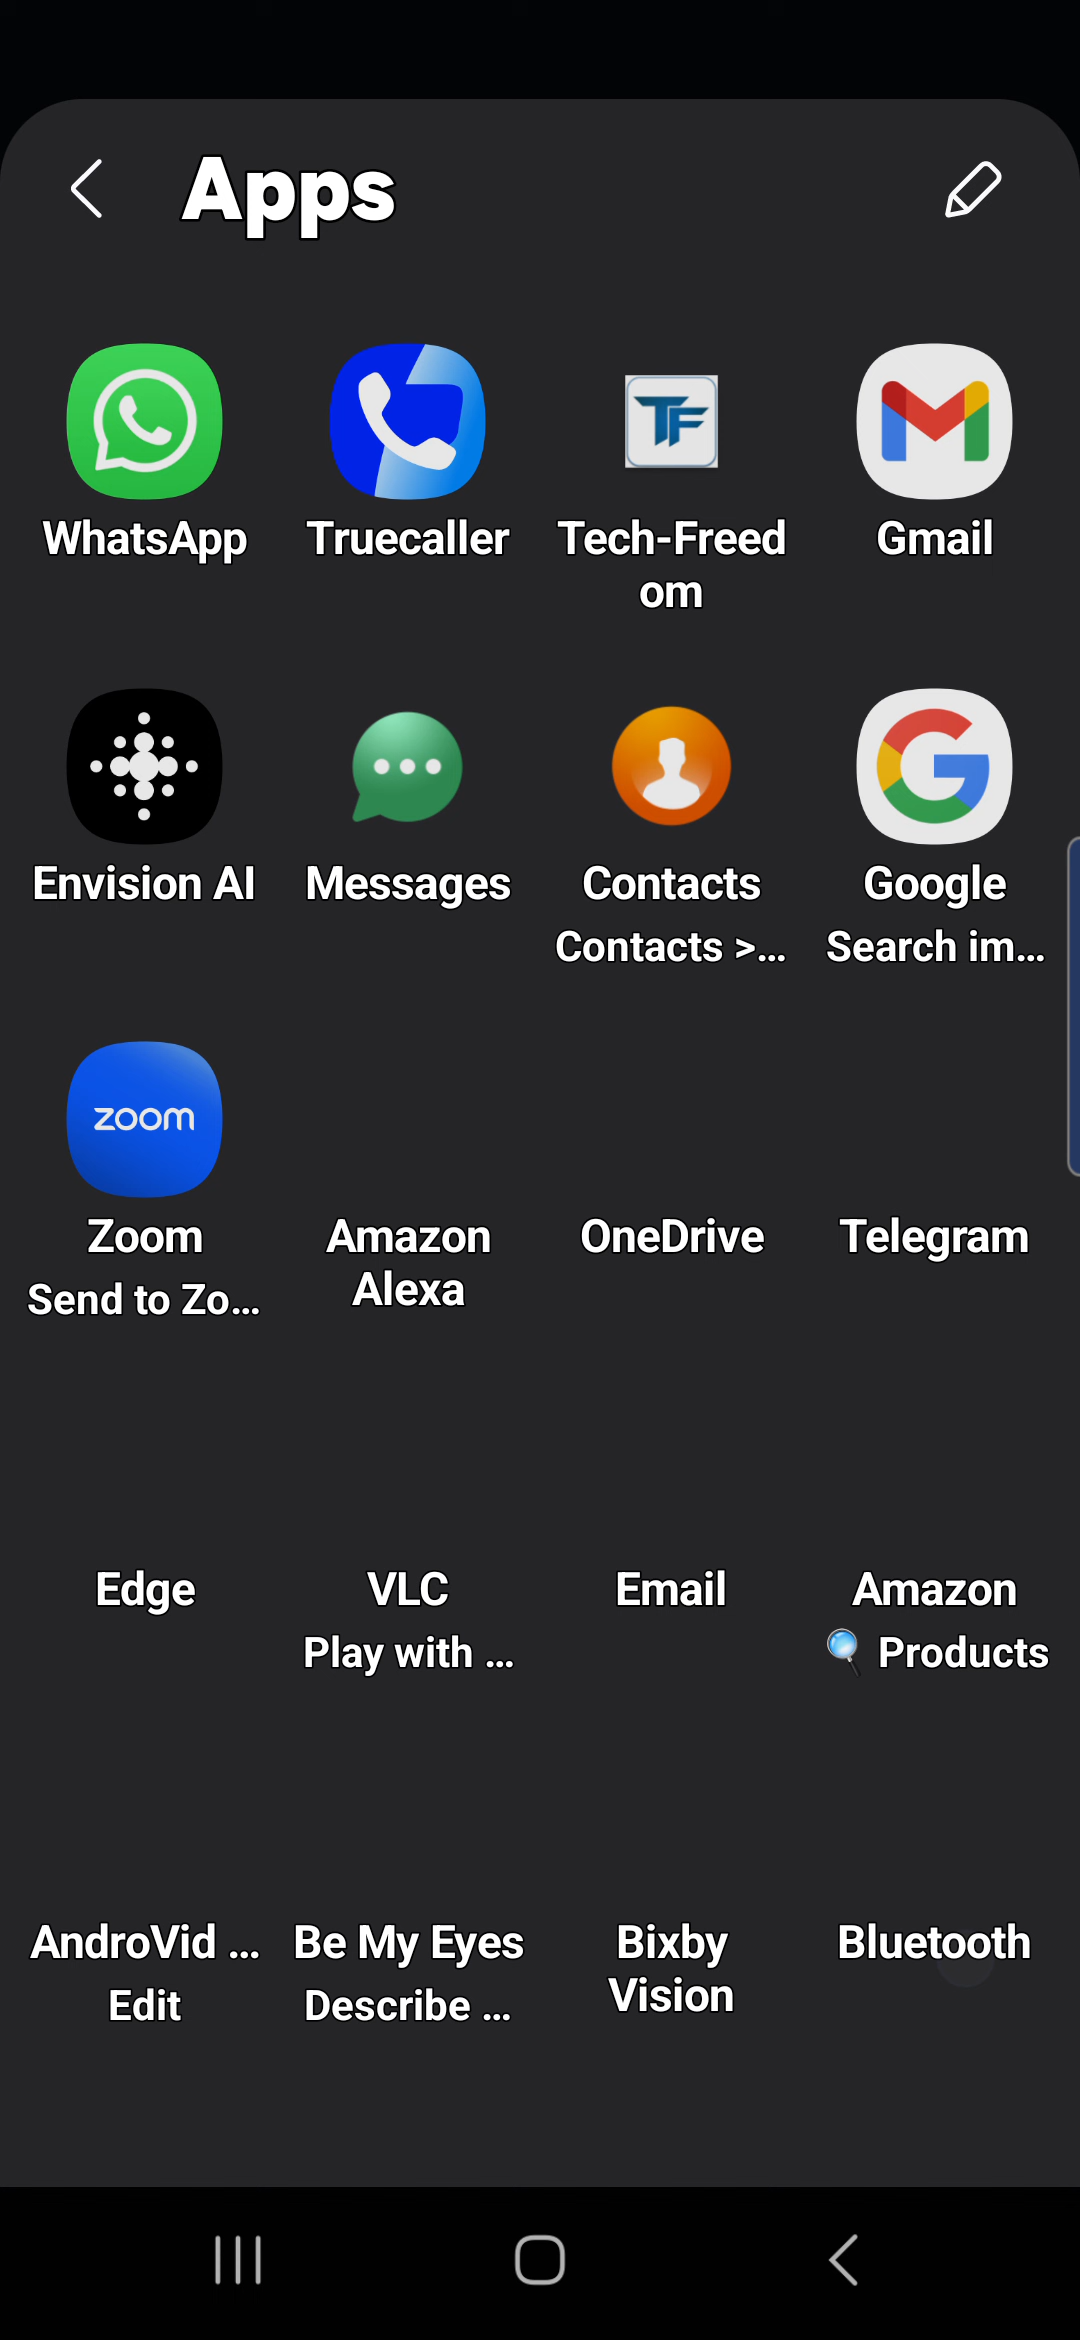 Apps
WhatsApp
Truecaller
Tech-Freed
om
Gmail
Envision AI
Messages
Contacts
Contacts >...
Google
Search im...
zoom
Zoom
Send to Zo...
Amazon
Alexa
OneDrive
Telegram
Edge
VLC
Play with ...
Email
Amazon
🔍 Products
AndroVid ...
Edit
Be My Eyes
Describe ...
Bixby
Vision
Bluetooth